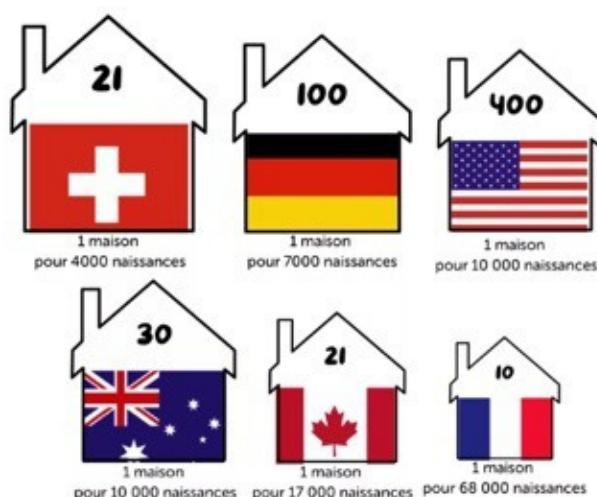 21
100
400
1 maison
pour 4000 naissances
1 maison
pour 7000 naissances
1 maison
pour 10 000 naissances
30
21
10
1 maison
pour 10 000 naissances
1 maison
pour 17 000 naissances
1 maison
pour 68 000 naissances